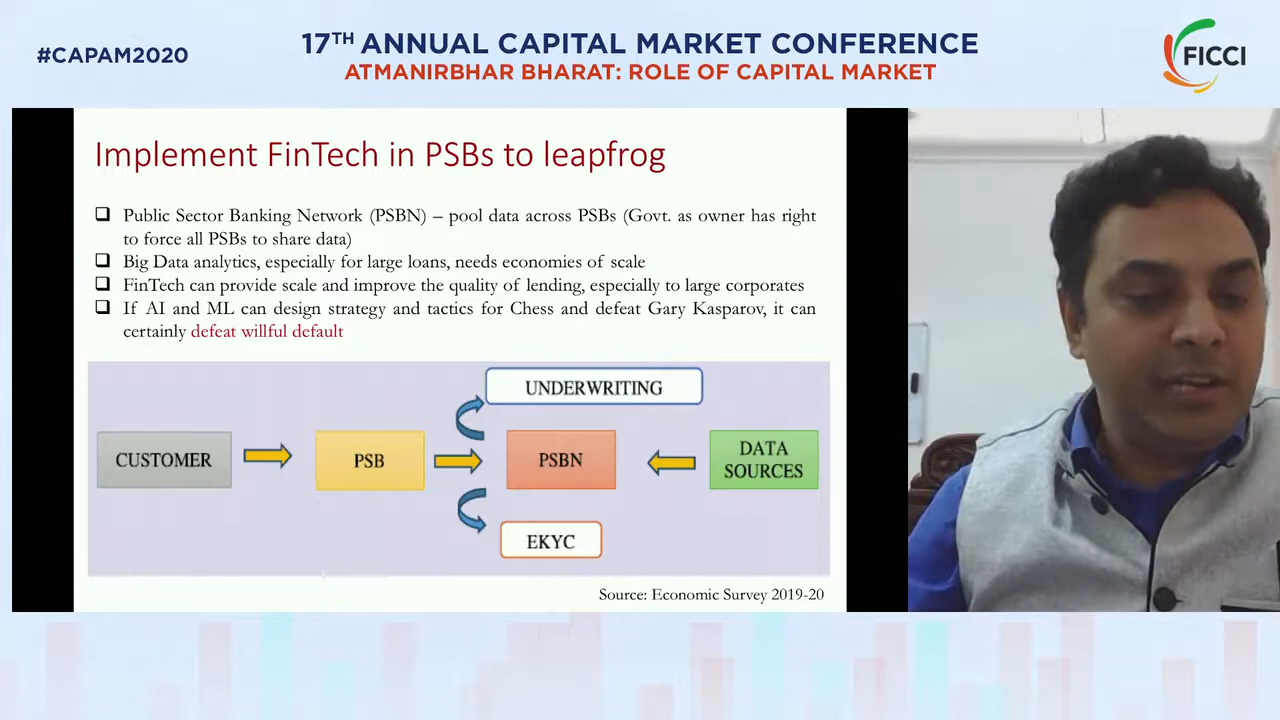 #CAPAM2020
17TH ANNUAL CAPITAL MARKET CONFERENCE
ATMANIRBHAR BHARAT: ROLE OF CAPITAL MARKET
FICCI
Implement FinTech in PSBs to leapfrog
❑ Public Sector Banking Network (PSBN) – pool data across PSBs (Govt. as owner has right
to force all PSBs to share data)
❑ Big Data analytics, especially for large loans, needs economies of scale
❑ FinTech can provide scale and improve the quality of lending, especially to large corporates
❑ If AI and ML can design strategy and tactics for Chess and defeat Gary Kasparov, it can
certainly defeat willful default
UNDERWRITING
CUSTOMER
PSB
PSBN
DATA
SOURCES
EKYC
Source: Economic Survey 2019-20